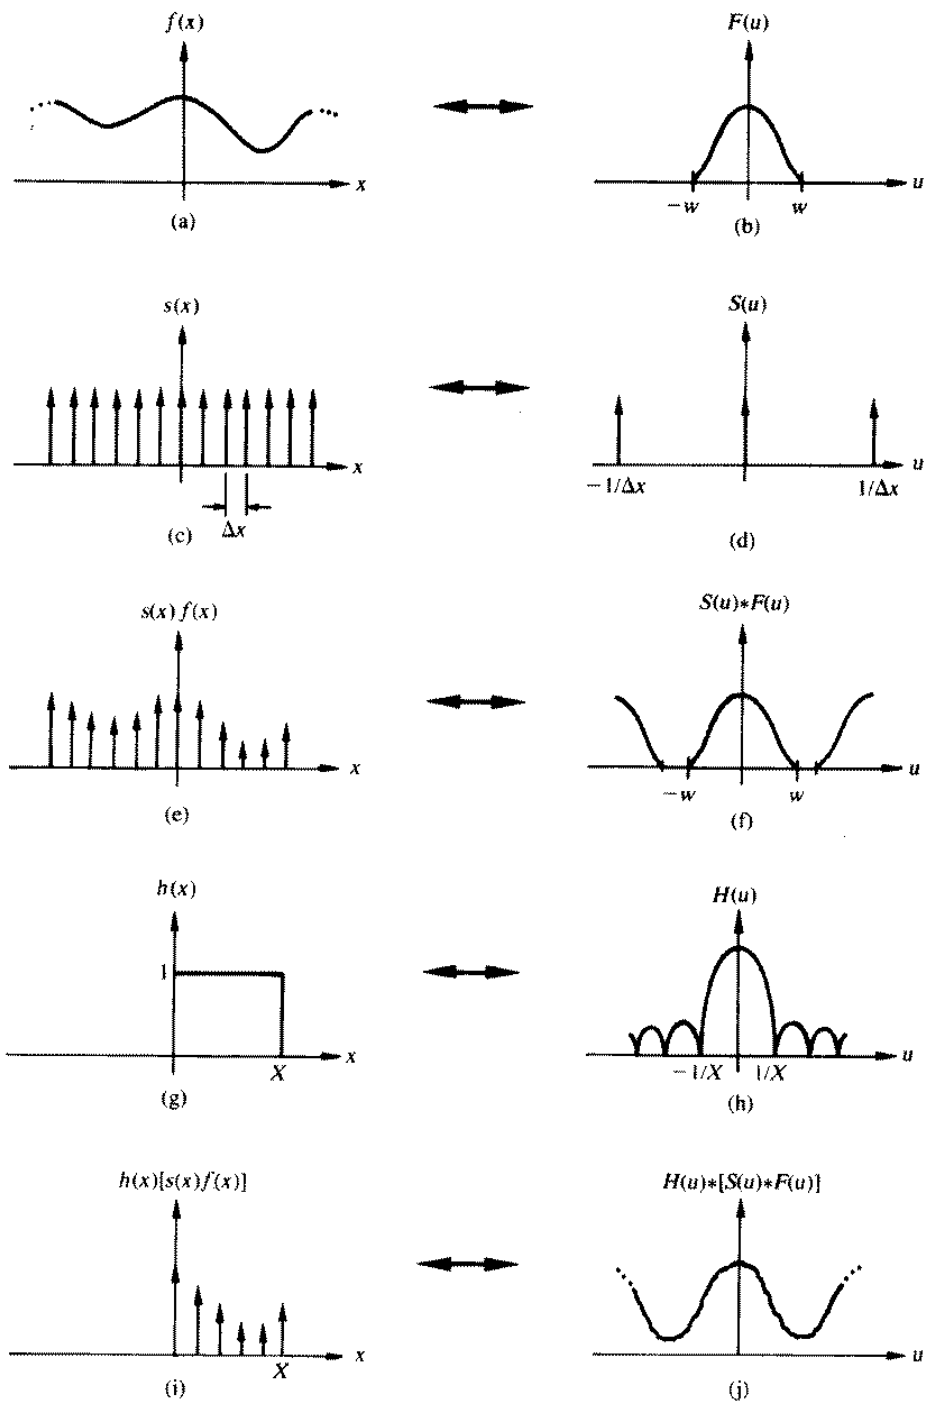 f(x) F(u)
x u
−w w
(a) (b)
s(x) S(u)
x u
−1/Δx 1/Δx
Δx
(c) (d)
s(x) f(x) S(u)*F(u)
x u
−w w
(e) (f)
h(x) H(u)
1
x u
X −1/X 1/X
(g) (h)
h(x)[s(x)f(x)] H(u)*[S(u)*F(u)]
x u
X
(i) (j)